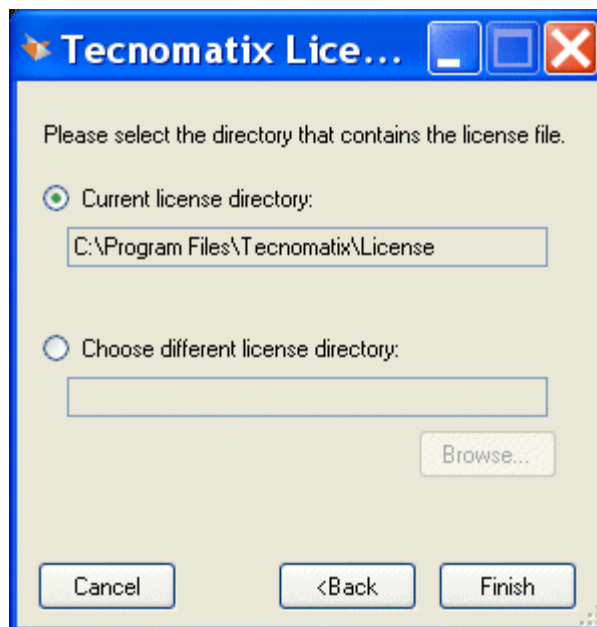 Tecnomatix Lice...
Please select the directory that contains the license file.
Current license directory:
C:\Program Files\Tecnomatix\License
Choose different license directory:
Browse...
Cancel
<Back
Finish